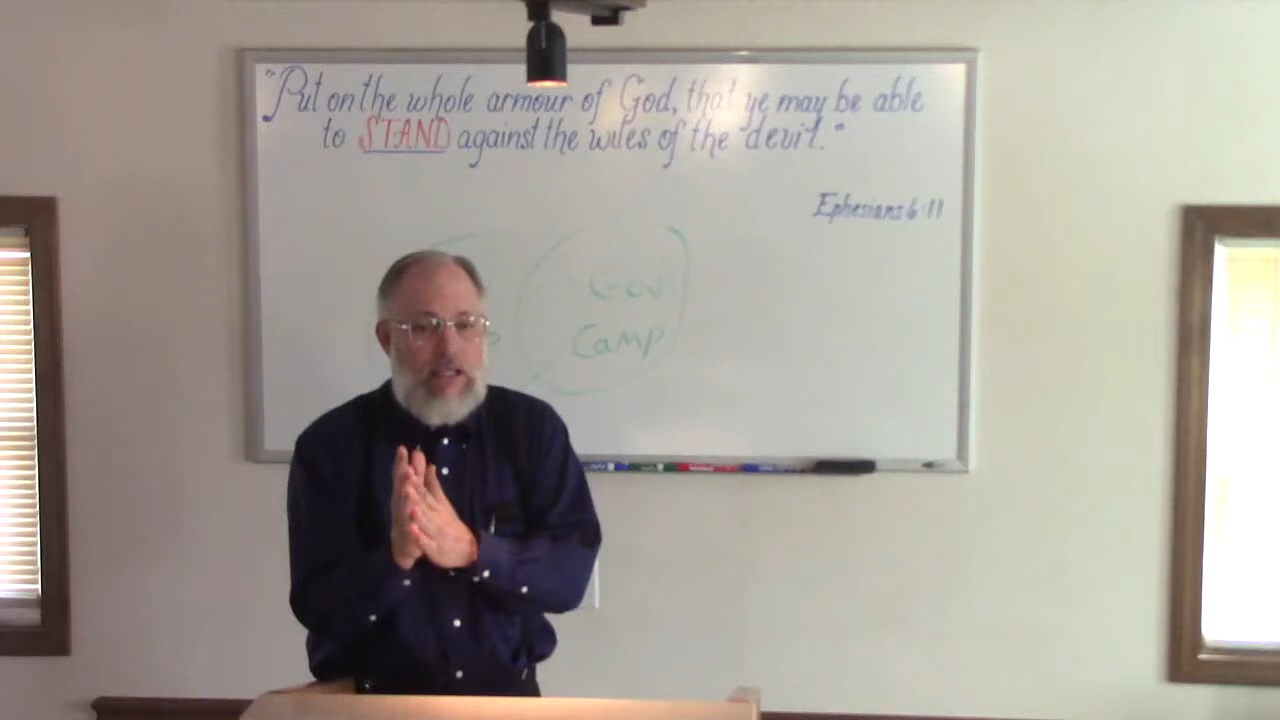 "Put on the whole armour of God, that ye may be able
to STAND against the wiles of the devil."
Ephesians 6:11
Camp